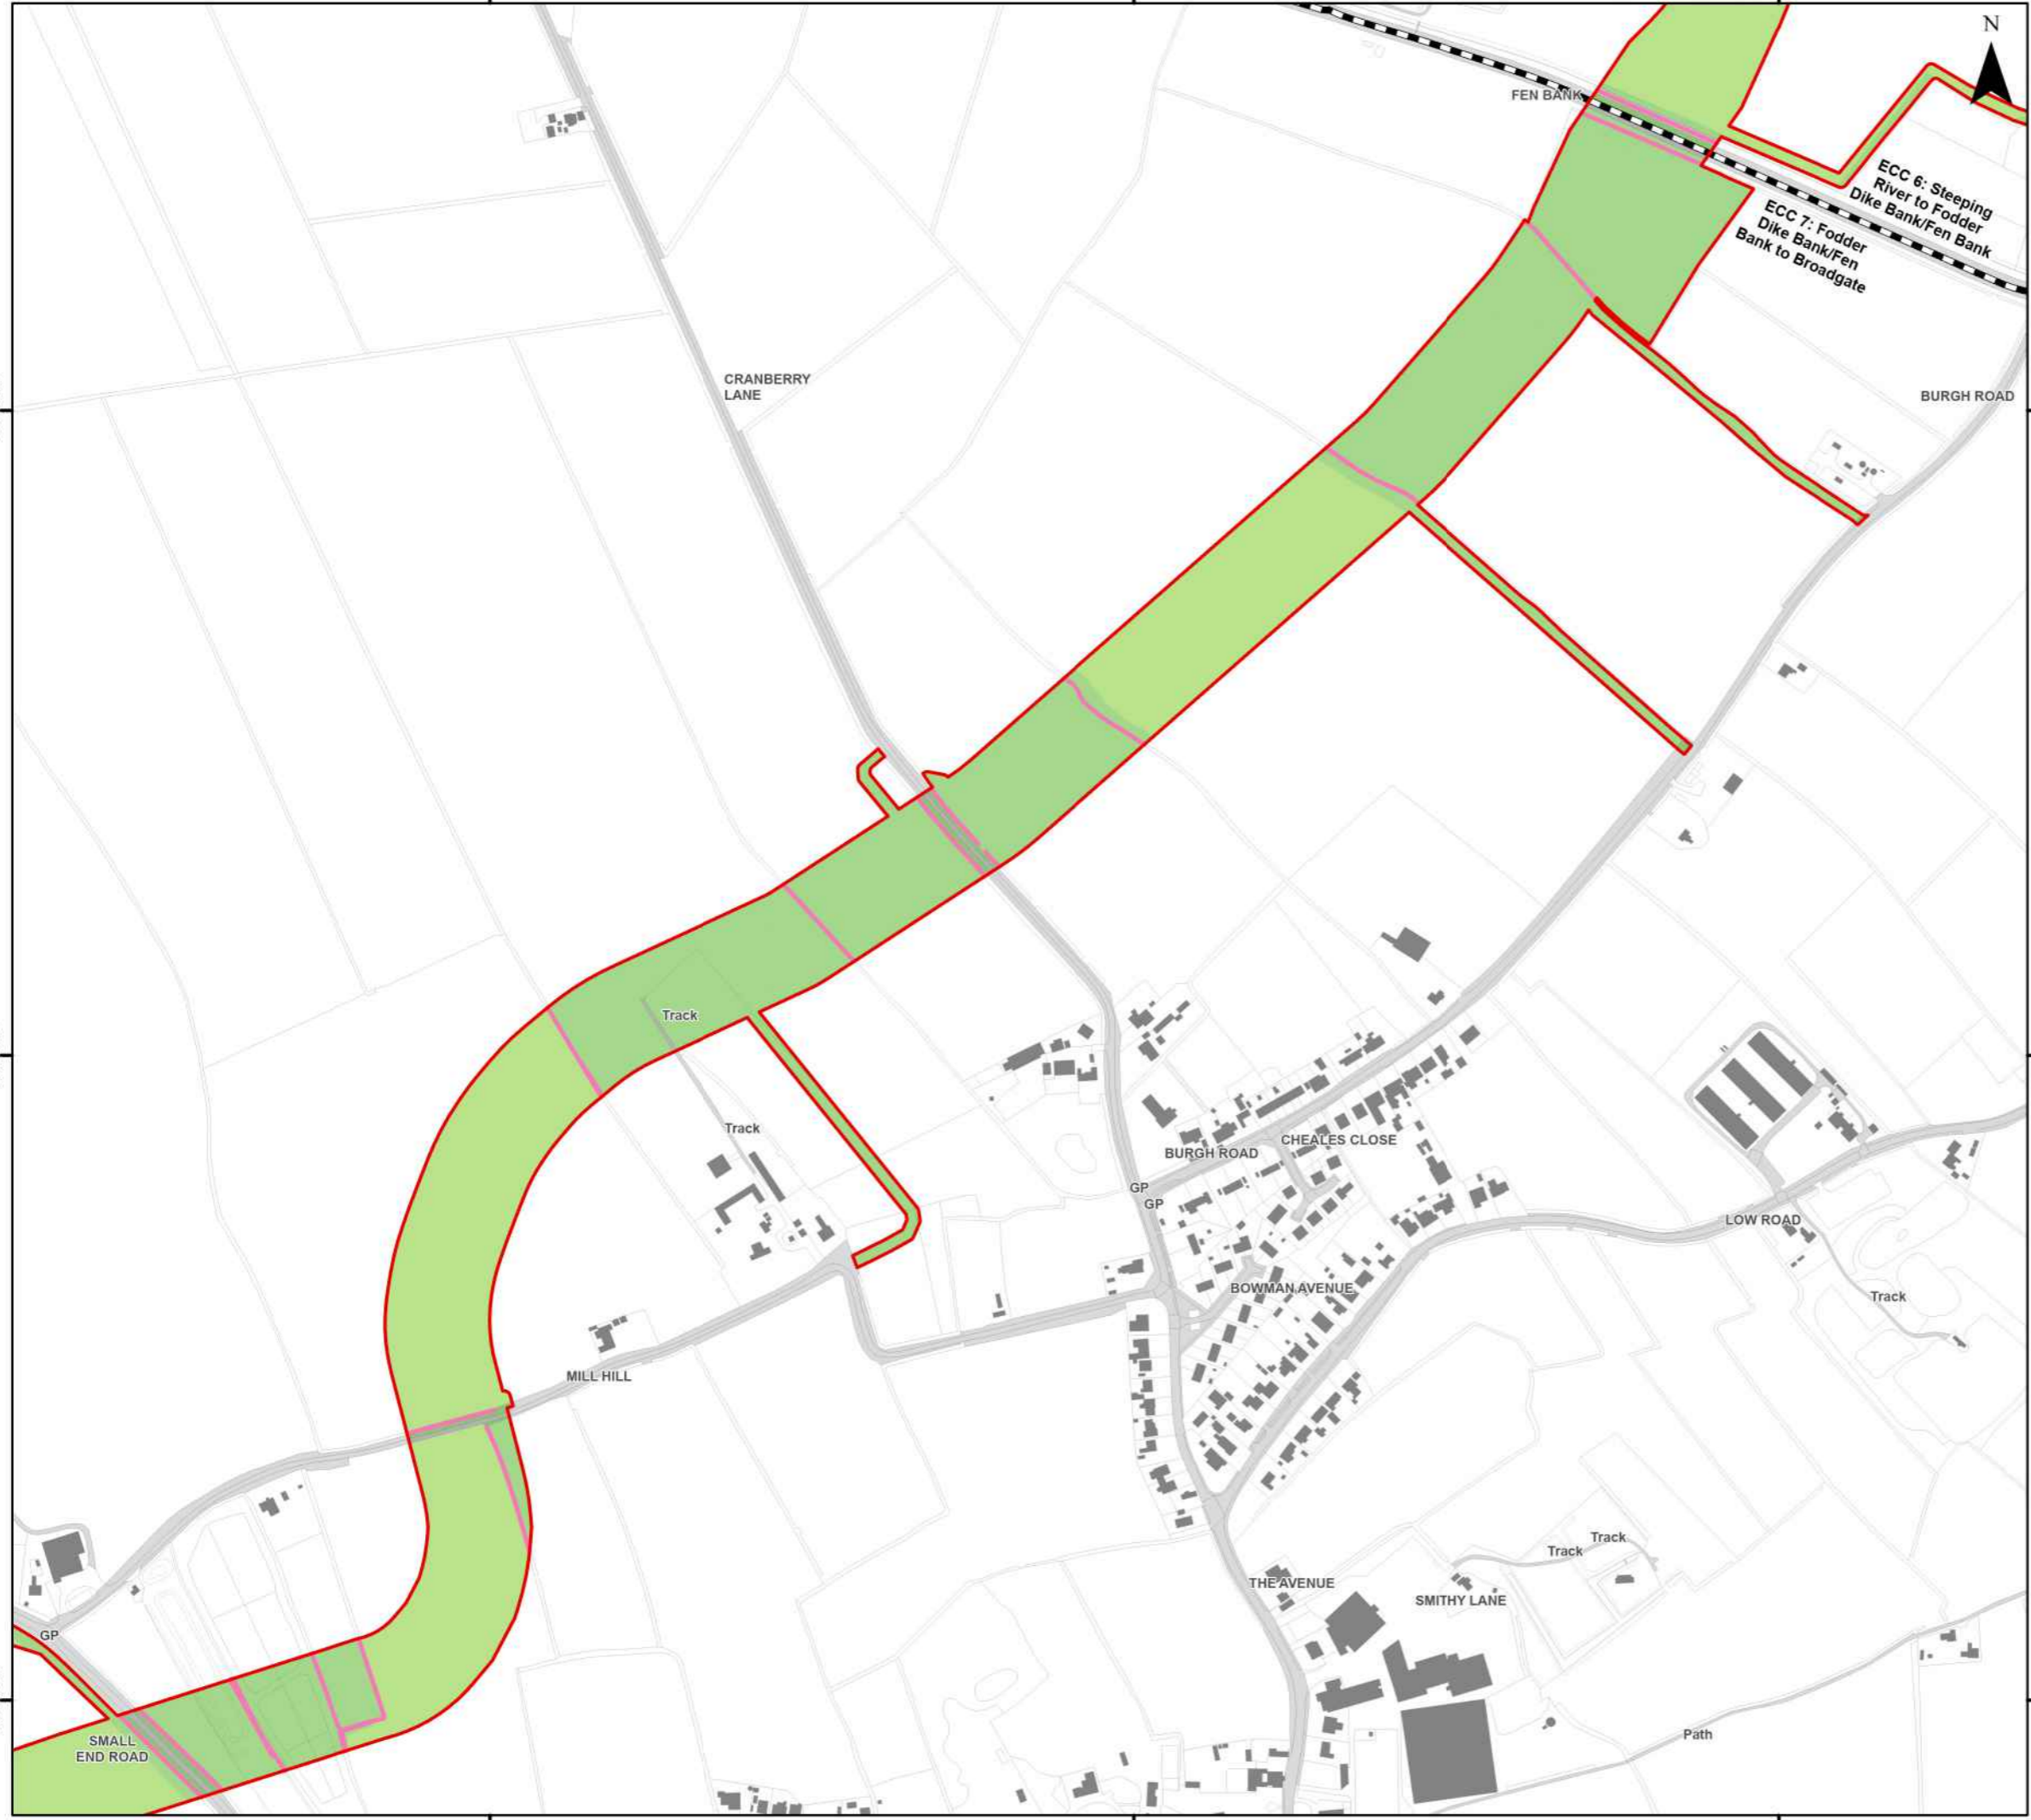 N
FEN BANK
ECC 6: Steeping
River to Fodder
Dike Bank/Fen Bank
ECC 7: Fodder
Dike Bank/Fen
Bank to Broadgate
CRANBERRY
LANE
BURGH ROAD
Track
Track
CHEALES CLOSE
BURGH ROAD
GP
GP
LOW ROAD
BOWMAN AVENUE
Track
MILL HILL
Track
Track
THE AVENUE
SMITHY LANE
GP
Path
SMALL
END ROAD